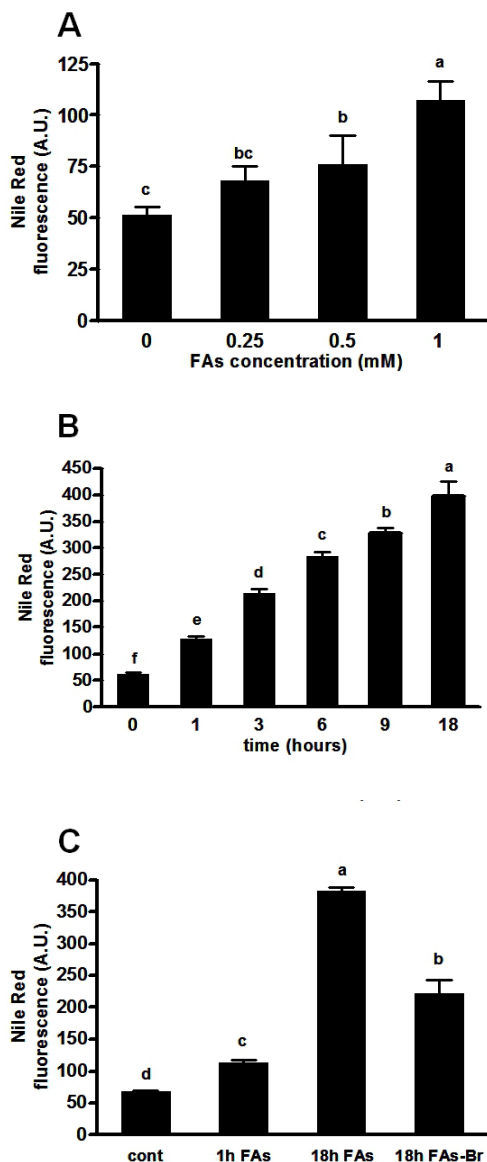 A
Nile Red
fluorescence (A.U.)
125
100
75
50
25
0
c
bc
b
a
0 0.25 0.5 1
FAs concentration (mM)
B
Nile Red
fluorescence (A.U.)
450
400
350
300
250
200
150
100
50
0
f
e
d
c
b
a
0 1 3 6 9 18
time (hours)
C
Nile Red
fluorescence (A.U.)
400
350
300
250
200
150
100
50
0
d
c
a
b
cont 1h FAs 18h FAs 18h FAs-Br